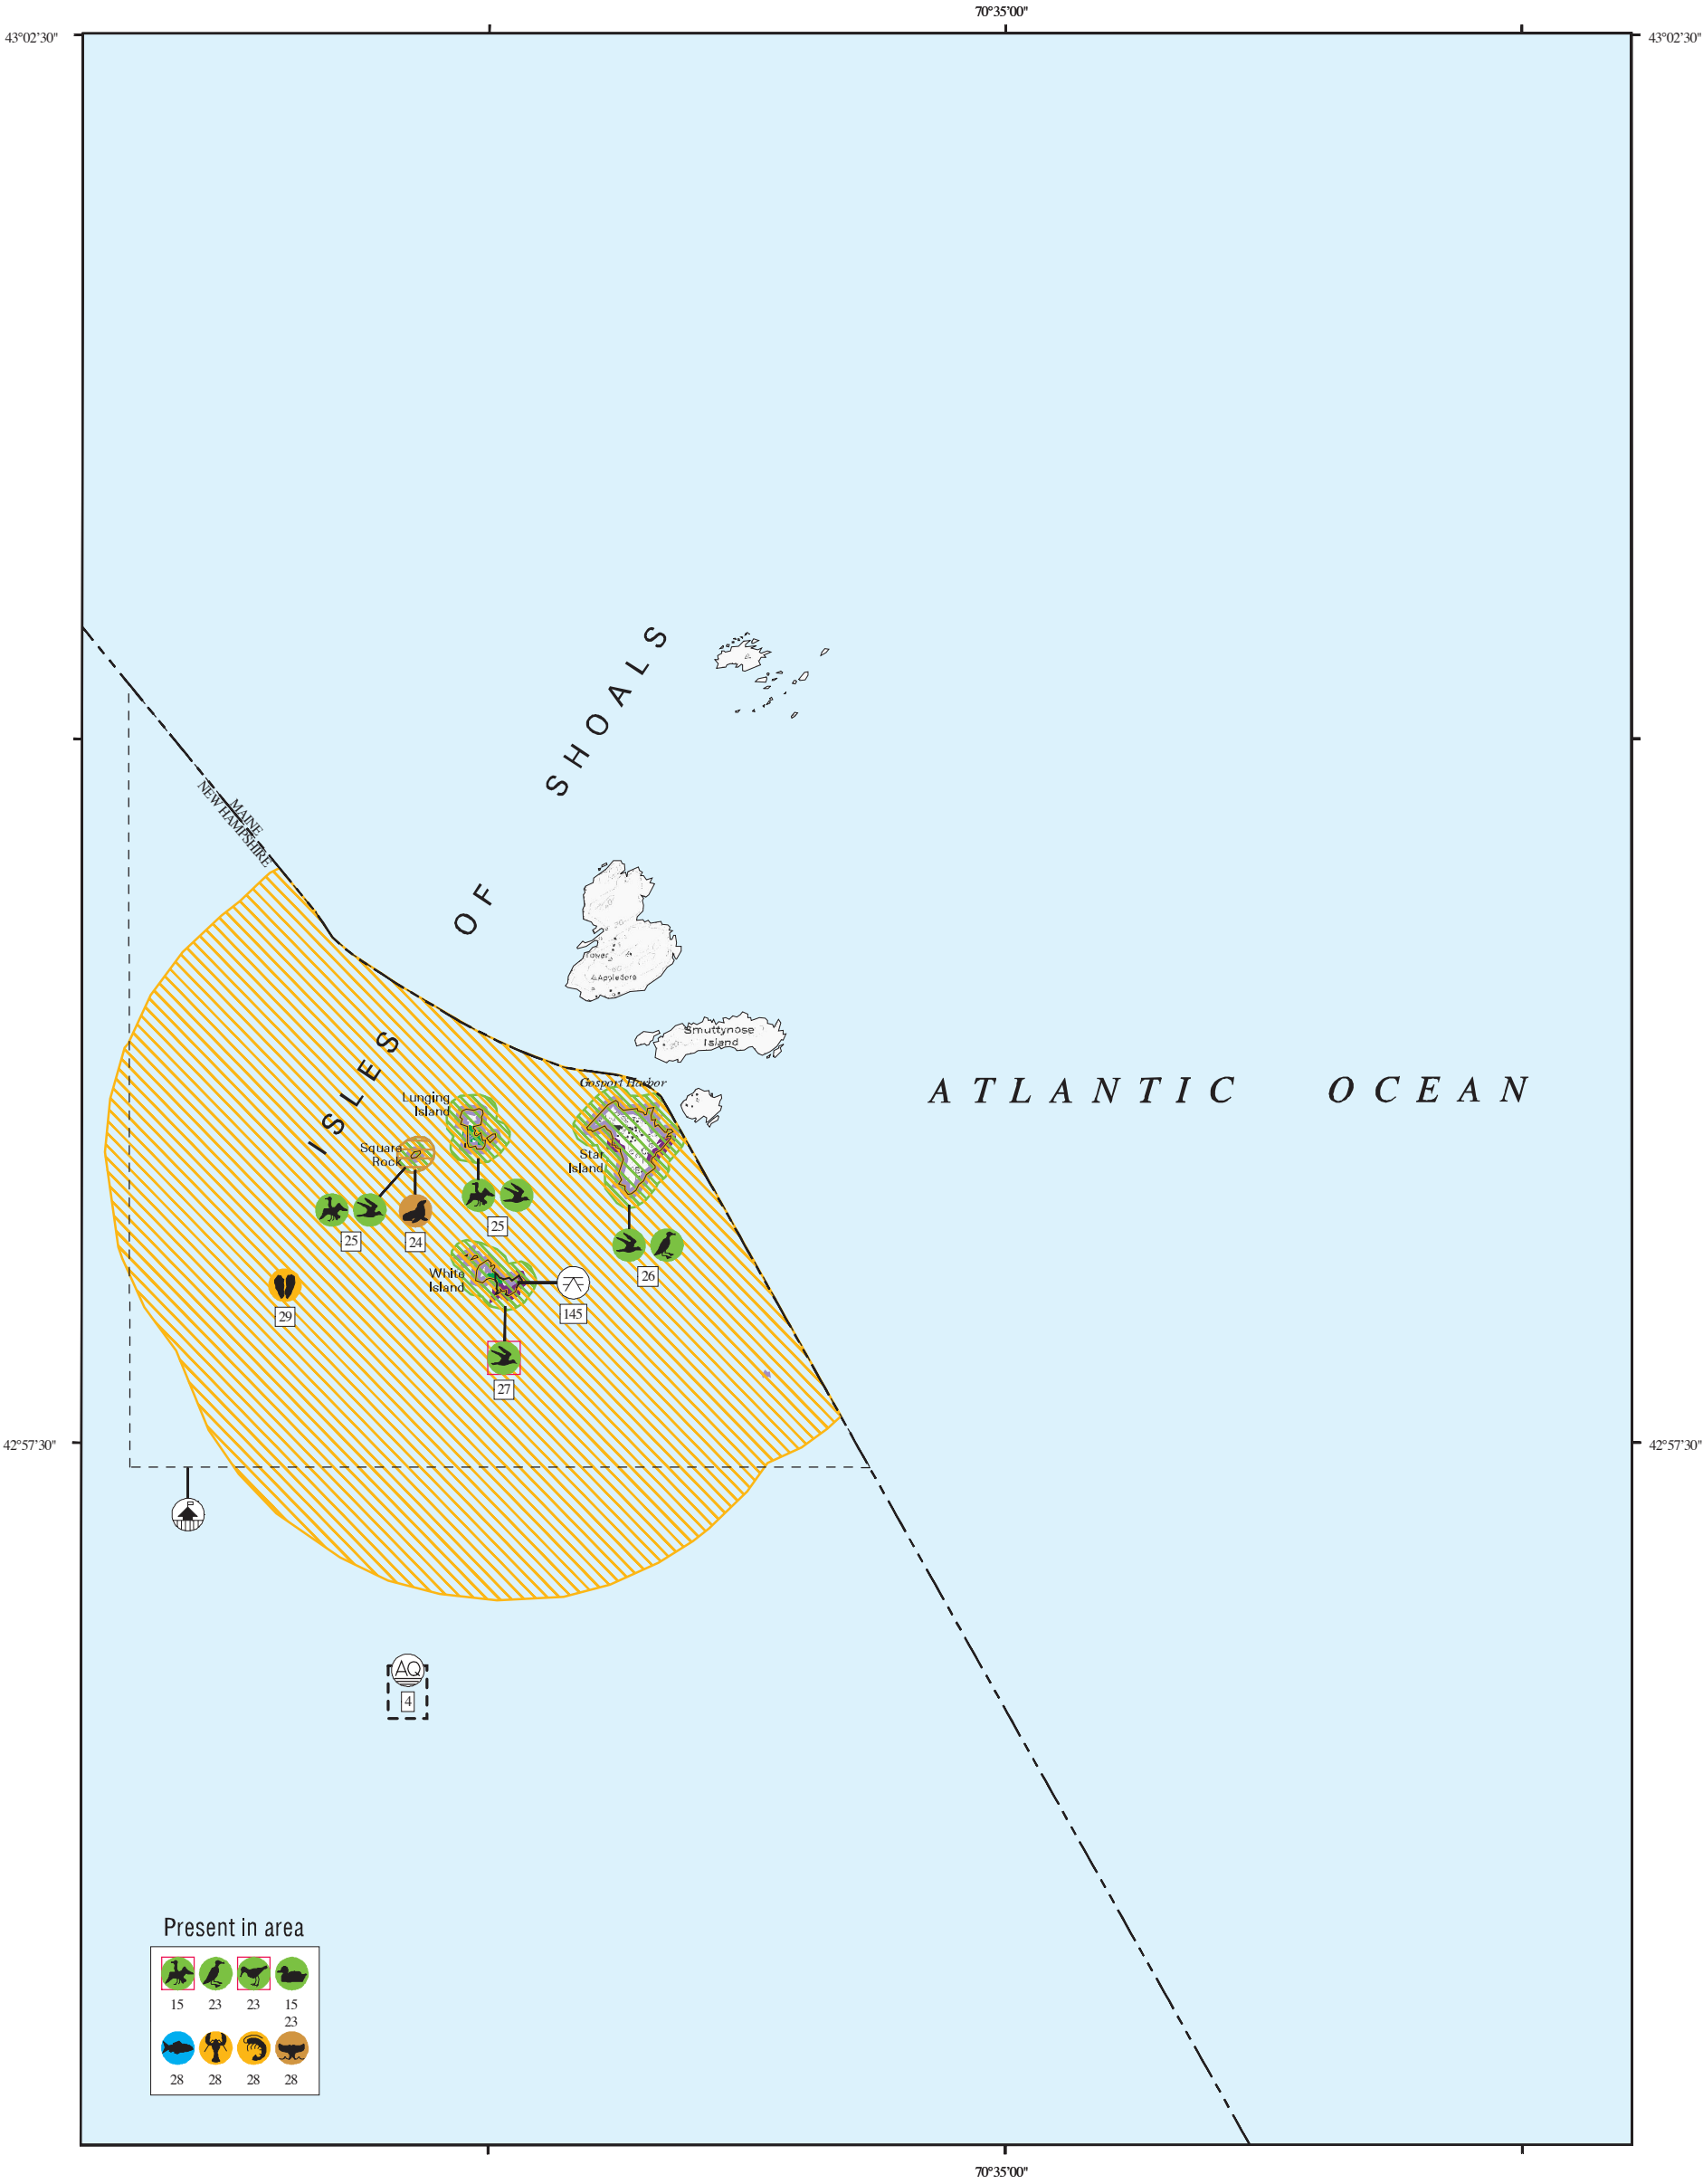 70°35'00"
43°02'30"
43°02'30"
ISLES OF SHOALS
MAINE
NEW HAMPSHIRE
Tower
Appledore
Smuttynose
Island
Gosport Harbor
ATLANTIC OCEAN
Lunging
Island
Square
Rock
Star
Island
25
24
25
26
White
Island
29
145
27
42°57'30"
42°57'30"
AQ
4
Present in area
15 23 23 15
23
28 28 28 28
70°35'00"